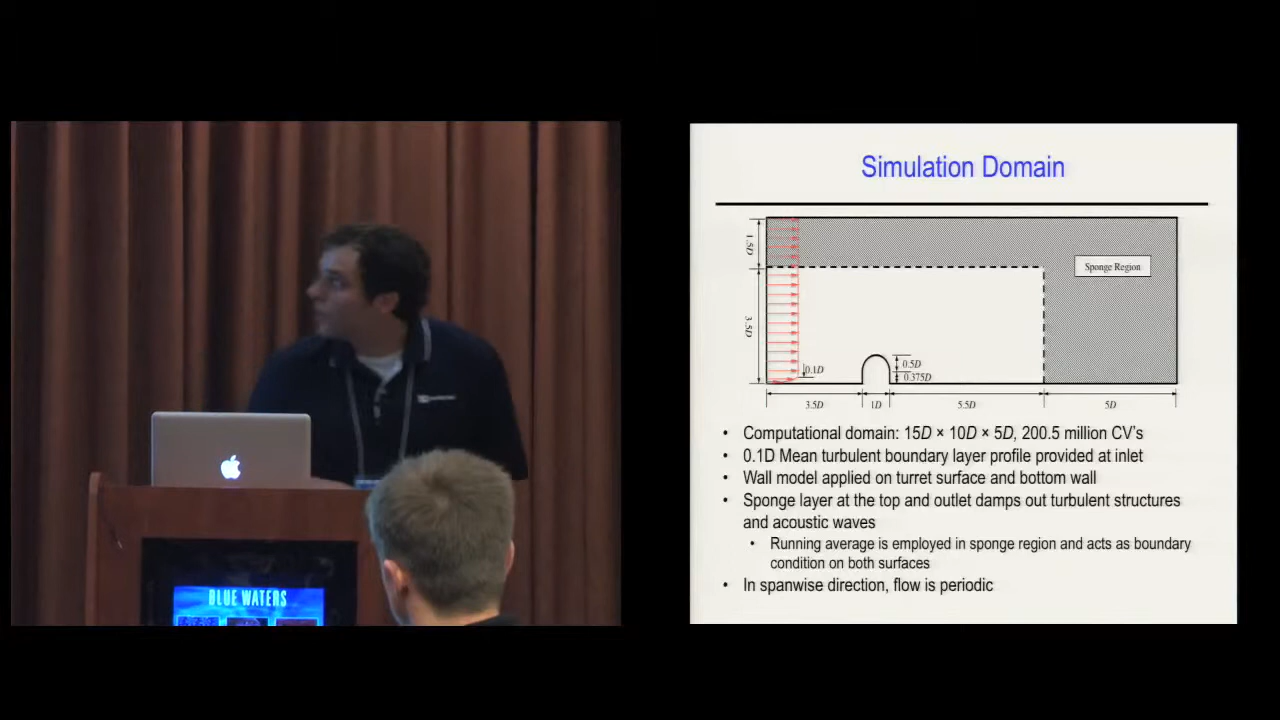 BLUE WATERS
Simulation Domain
1.5D
Sponge Region
3.5D
0.1D
0.5D
0.375D
3.5D
1D
5.5D
5D
• Computational domain: 15D × 10D × 5D, 200.5 million CV's
• 0.1D Mean turbulent boundary layer profile provided at inlet
• Wall model applied on turret surface and bottom wall
• Sponge layer at the top and outlet damps out turbulent structures
and acoustic waves
• Running average is employed in sponge region and acts as boundary
condition on both surfaces
• In spanwise direction, flow is periodic